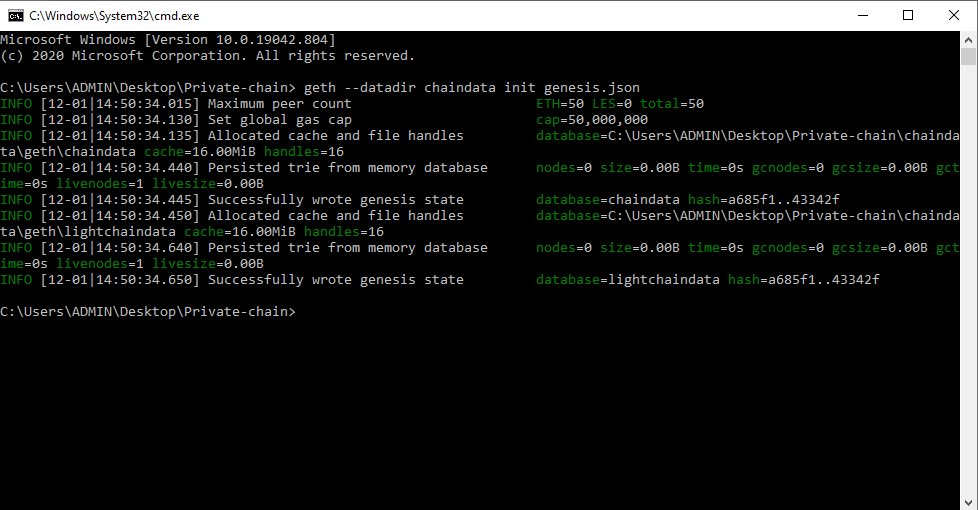 C:\Windows\System32\cmd.exe
Microsoft Windows [Version 10.0.19042.804]
(c) 2020 Microsoft Corporation. All rights reserved.
C:\Users\ADMIN\Desktop\Private-chain> geth --datadir chaindata init genesis.json
INFO [12-01|14:50:34.015] Maximum peer count                       ETH=50 LES=0 total=50
INFO [12-01|14:50:34.130] Set global gas cap                       cap=50,000,000
INFO [12-01|14:50:34.135] Allocated cache and file handles         database=C:\Users\ADMIN\Desktop\Private-chain\chainda
ta\geth\chaindata cache=16.00MiB handles=16
INFO [12-01|14:50:34.440] Persisted trie from memory database      nodes=0 size=0.00B time=0s gcnodes=0 gcsize=0.00B gct
ime=0s livenodes=1 livesize=0.00B
INFO [12-01|14:50:34.445] Successfully wrote genesis state         database=chaindata hash=a685f1..43342f
INFO [12-01|14:50:34.450] Allocated cache and file handles         database=C:\Users\ADMIN\Desktop\Private-chain\chainda
ta\geth\lightchaindata cache=16.00MiB handles=16
INFO [12-01|14:50:34.640] Persisted trie from memory database      nodes=0 size=0.00B time=0s gcnodes=0 gcsize=0.00B gct
ime=0s livenodes=1 livesize=0.00B
INFO [12-01|14:50:34.650] Successfully wrote genesis state         database=lightchaindata hash=a685f1..43342f
C:\Users\ADMIN\Desktop\Private-chain>